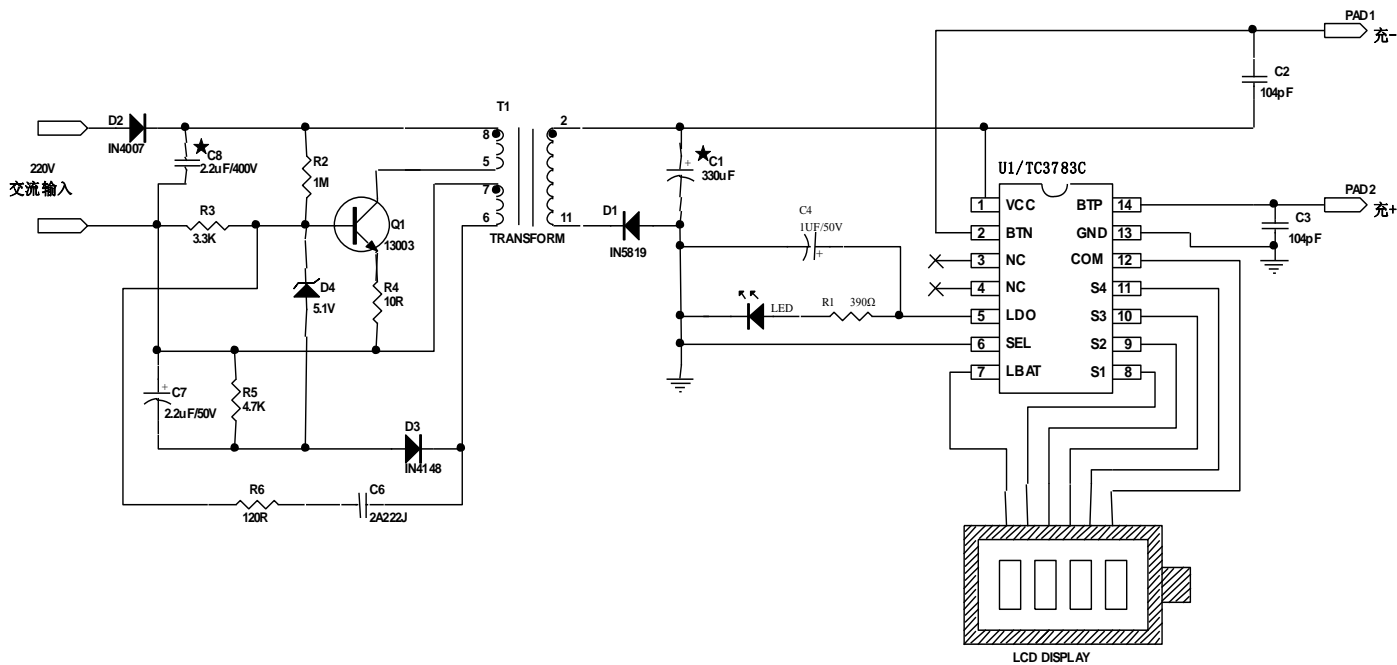 PAD1
充-
C2
104pF
T1
D2
IN4007
8
2
★
C8
2.2uF/400V
R2
1M
5
★
+
C1
330uF
U1/TC3783C
220V
交流输入
7
1
VCC
BTP
14
PAD2
充+
R3
3.3K
Q1
13003
6
11
TRANSFORM
D1
IN5819
C4
1UF/50V
+
2
BTN
GND
13
C3
104pF
3
NC
COM
12
D4
5.1V
R4
10R
4
NC
S4
11
LED
R1
390Ω
5
LDO
S3
10
6
SEL
S2
9
7
LBAT
S1
8
+
C7
2.2uF/50V
R5
4.7K
D3
IN4148
R6
120R
C6
2A222J
LCD DISPLAY